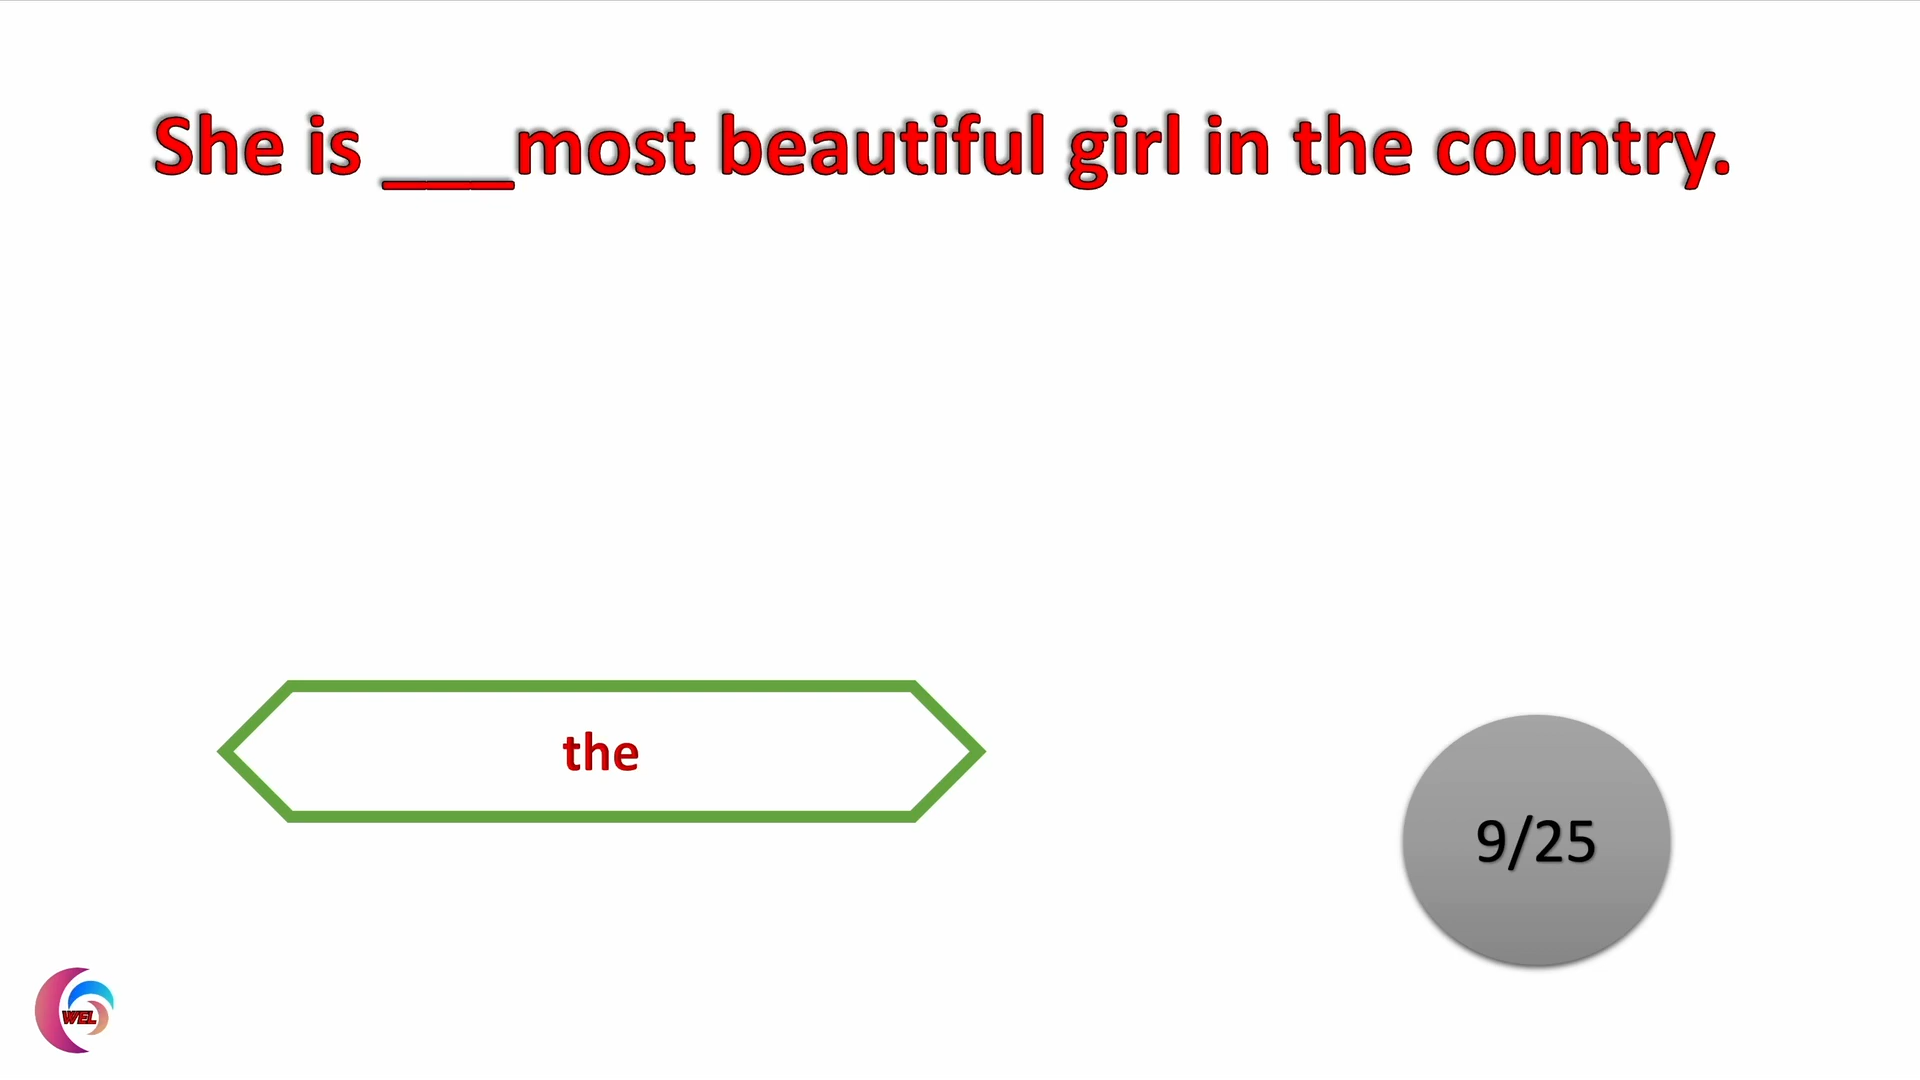 She is ___most beautiful girl in the country.
the
9/25
WEL